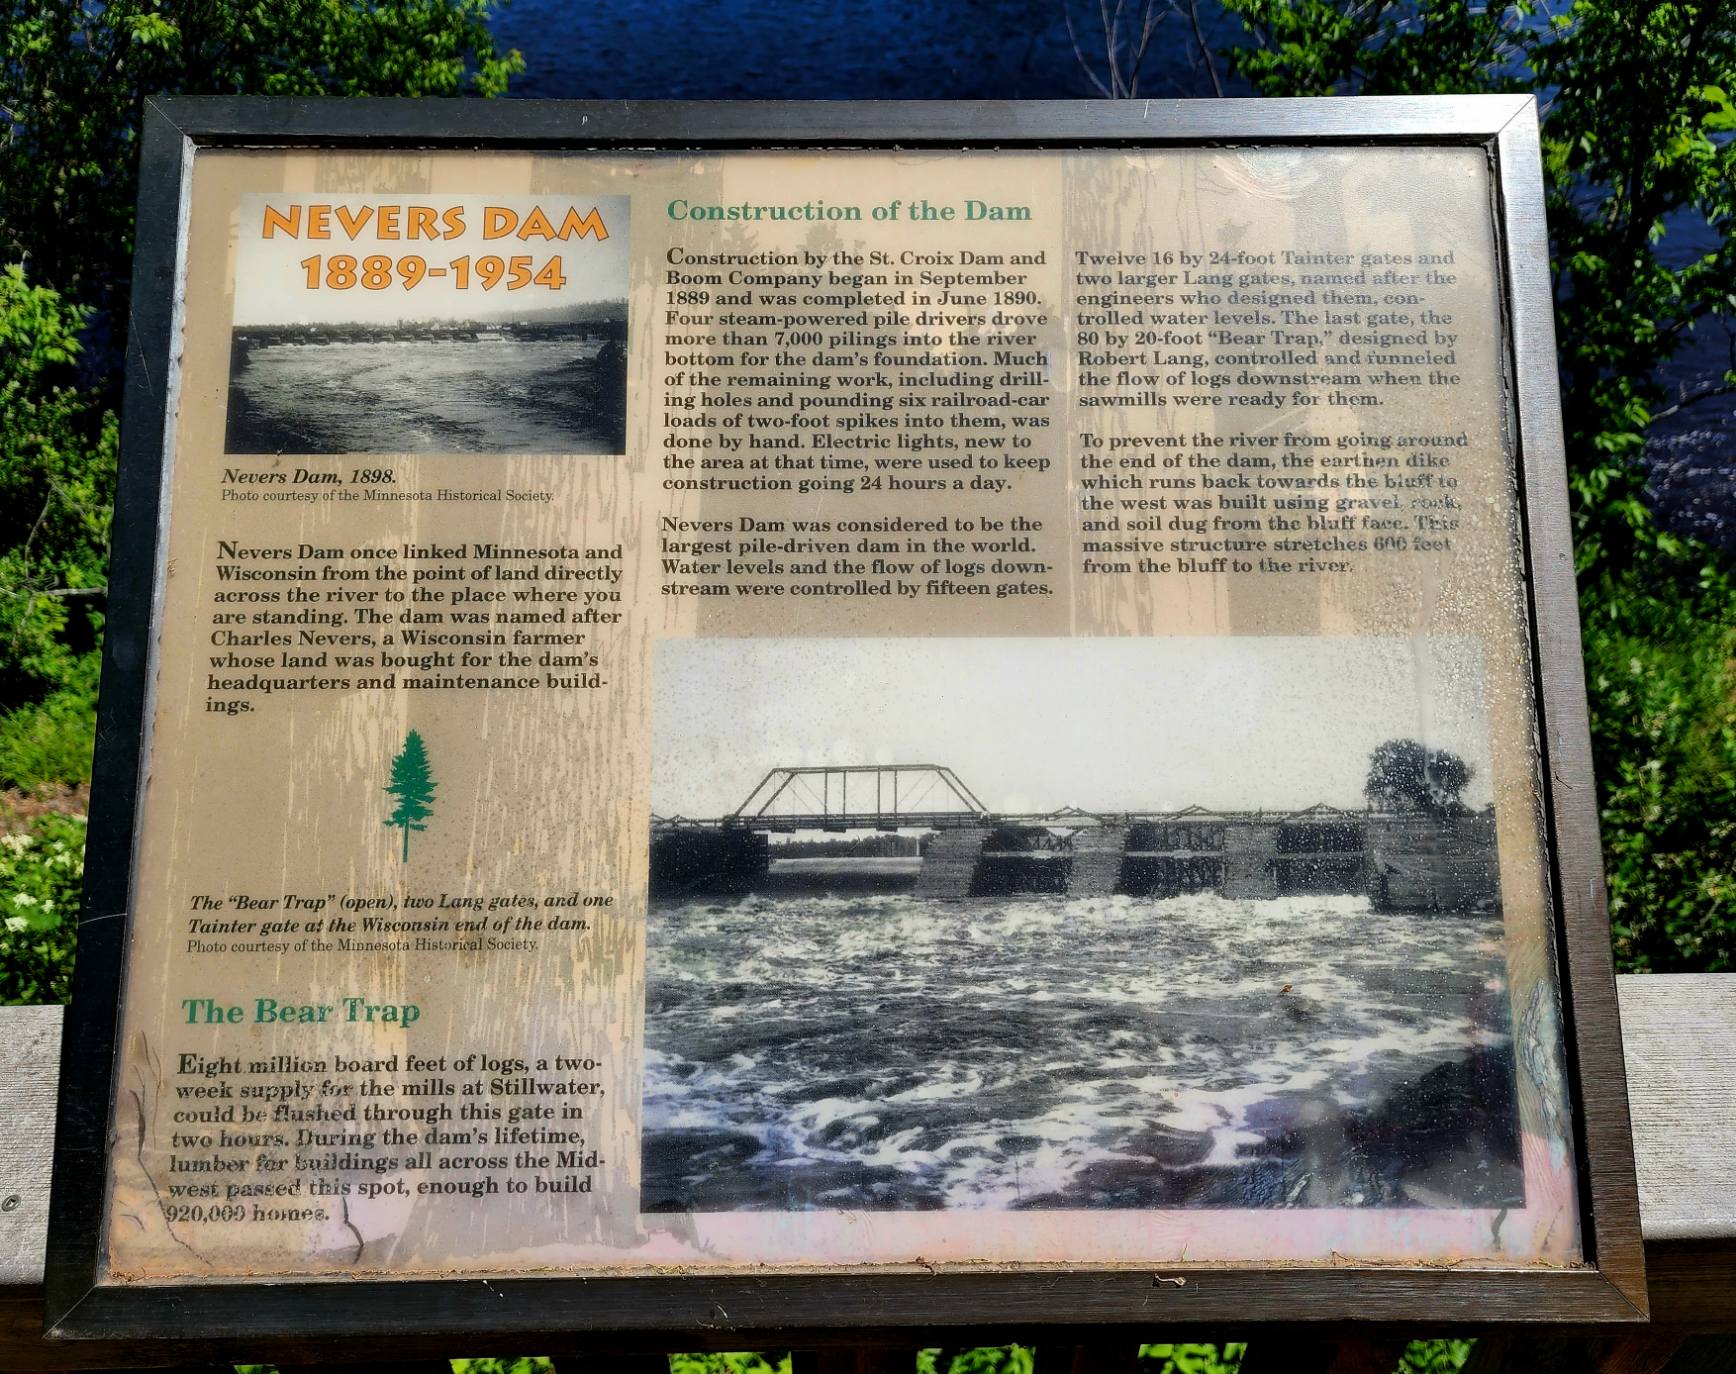 NEVERS DAM
1889-1954
Nevers Dam, 1898.
Photo courtesy of the Minnesota Historical Society.
Nevers Dam once linked Minnesota and
Wisconsin from the point of land directly
across the river to the place where you
are standing. The dam was named after
Charles Nevers, a Wisconsin farmer
whose land was bought for the dam's
headquarters and maintenance build-
ings.
The "Bear Trap" (open), two Lang gates, and one
Tainter gate at the Wisconsin end of the dam.
Photo courtesy of the Minnesota Historical Society.
The Bear Trap
Eight million board feet of logs, a two-
week supply for the mills at Stillwater,
could be flushed through this gate in
two hours. During the dam's lifetime,
lumber for buildings all across the Mid-
west passed this spot, enough to build
920,000 homes.
Construction of the Dam
Construction by the St. Croix Dam and
Boom Company began in September
1889 and was completed in June 1890.
Four steam-powered pile drivers drove
more than 7,000 pilings into the river
bottom for the dam's foundation. Much
of the remaining work, including drill-
ing holes and pounding six railroad-car
loads of two-foot spikes into them, was
done by hand. Electric lights, new to
the area at that time, were used to keep
construction going 24 hours a day.
Nevers Dam was considered to be the
largest pile-driven dam in the world.
Water levels and the flow of logs down-
stream were controlled by fifteen gates.
Twelve 16 by 24-foot Tainter gates and
two larger Lang gates, named after the
engineers who designed them, con-
trolled water levels. The last gate, the
80 by 20-foot "Bear Trap," designed by
Robert Lang, controlled and funneled
the flow of logs downstream when the
sawmills were ready for them.
To prevent the river from going around
the end of the dam, the earthen dike
which runs back towards the bluff to
the west was built using gravel, rock,
and soil dug from the bluff face. This
massive structure stretches 600 feet
from the bluff to the river.